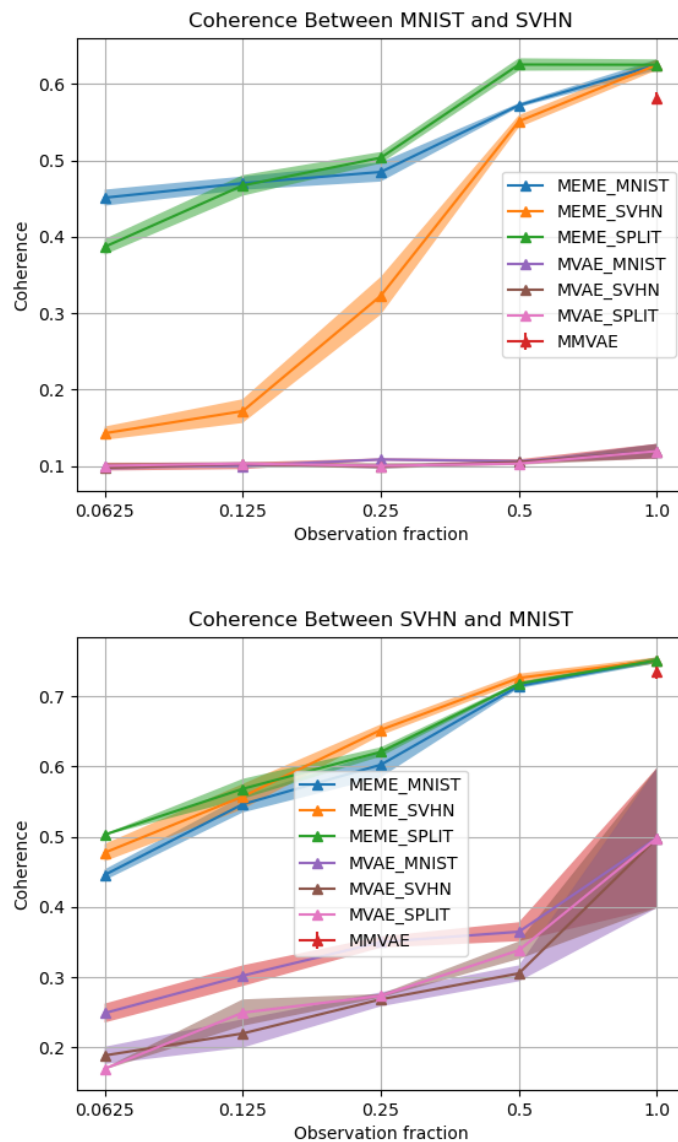 Coherence Between MNIST and SVHN
0.6
0.5
0.4
0.3
0.2
0.1
Coherence
MEME_MNIST
MEME_SVHN
MEME_SPLIT
MVAE_MNIST
MVAE_SVHN
MVAE_SPLIT
MMVAE
0.0625 0.125 0.25 0.5 1.0
Observation fraction
Coherence Between SVHN and MNIST
0.7
0.6
0.5
0.4
0.3
0.2
Coherence
MEME_MNIST
MEME_SVHN
MEME_SPLIT
MVAE_MNIST
MVAE_SVHN
MVAE_SPLIT
MMVAE
0.0625 0.125 0.25 0.5 1.0
Observation fraction